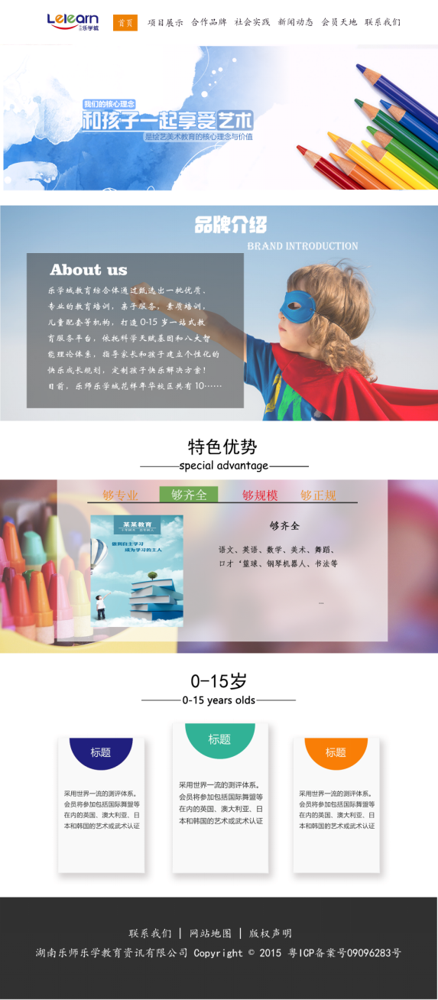 Lelearn
乐学城
首页 项目展示 合作品牌 社会实践 新闻动态 会员天地 联系我们
我们的核心理念
和孩子一起享受艺术
是绘艺美术教育的核心理念与价值
品牌介绍
BRAND INTRODUCTION
About us
乐学城教育综合体通过甄选出一批优质、
专业的教育培训，亲子服务，素质培训，
儿童配套等机构，打造 0-15 岁一站式教
育服务平台，依托科学天赋基因和八大智
能理论体系，指导家长和孩子建立个性化的
快乐成长规划，定制孩子快乐解决方案！
目前，乐师乐学城花样年华校区共有 10……
特色优势
special advantage
够专业 够齐全 够规模 够正规
某某教育
做到自主学习
成为学习的主人
够齐全
语文、英语、数学、美术、舞蹈、
口才‘篮球、钢琴机器人、书法等
...
0-15岁
0-15 years olds
标题
采用世界一流的测评体系。
会员将参加包括国际舞盟等
在内的英国、澳大利亚、日
本和韩国的艺术或武术认证
标题
采用世界一流的测评体系。
会员将参加包括国际舞盟等
在内的英国、澳大利亚、日
本和韩国的艺术或武术认证
标题
采用世界一流的测评体系。
会员将参加包括国际舞盟等
在内的英国、澳大利亚、日
本和韩国的艺术或武术认证
联系我们 | 网站地图 | 版权声明
湖南乐师乐学教育资讯有限公司 Copyright © 2015 粤ICP备案号09096283号